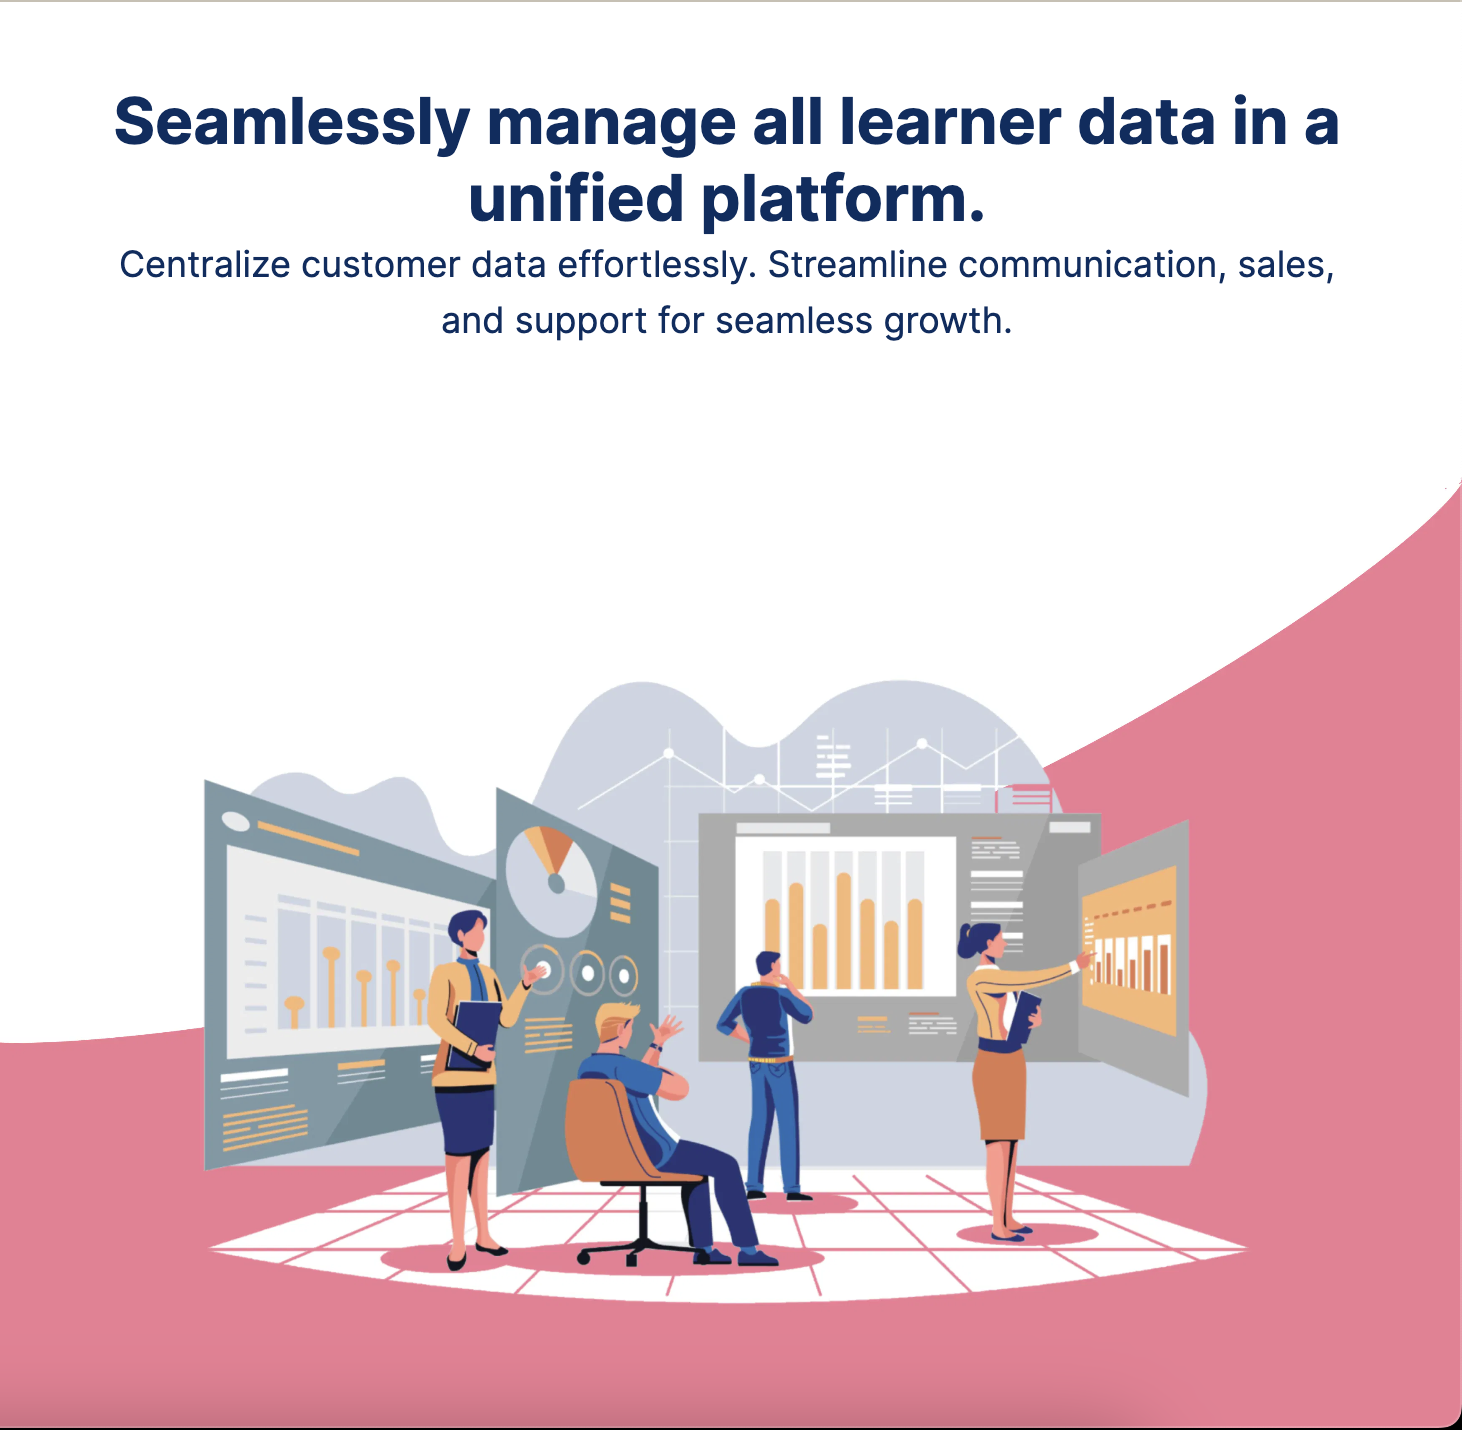 Seamlessly manage all learner data in a
unified platform.
Centralize customer data effortlessly. Streamline communication, sales,
and support for seamless growth.